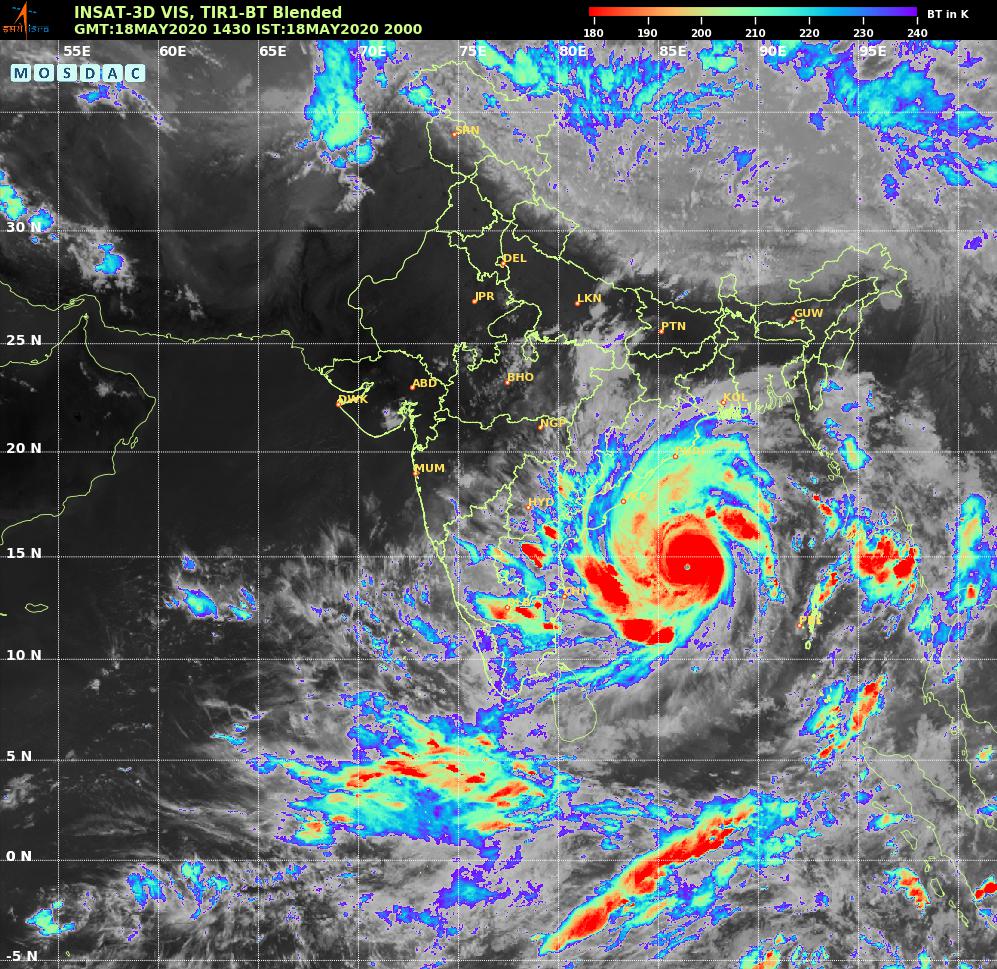 INSAT-3D VIS, TIR1-BT Blended
GMT:18MAY2020 1430 IST:18MAY2020 2000
BT in K
180 190 200 210 220 230 240
55E 60E 65E 70E 75E 80E 85E 90E 95E
M O S D A C
SRN
30 N
DEL
JPR
LKN
GUW
PTN
25 N
BHO
ABD
DWK
KOL
NGP
20 N
MUM
HYD
15 N
PBL
10 N
5 N
0 N
-5 N